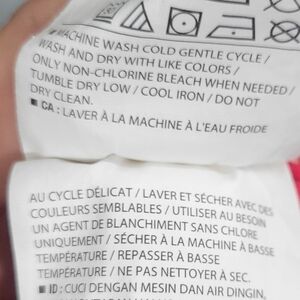 MACHINE WASH COLD GENTLE CYCLE /
WASH AND DRY WITH LIKE COLORS /
ONLY NON-CHLORINE BLEACH WHEN NEEDED /
TUMBLE DRY LOW / COOL IRON / DO NOT
DRY CLEAN.
■ CA : LAVER À LA MACHINE À L'EAU FROIDE
AU CYCLE DÉLICAT / LAVER ET SÉCHER AVEC DES
COULEURS SEMBLABLES / UTILISER AU BESOIN
UN AGENT DE BLANCHIMENT SANS CHLORE
UNIQUEMENT / SÉCHER À LA MACHINE À BASSE
TEMPÉRATURE / REPASSER À BASSE
TEMPÉRATURE / NE PAS NETTOYER À SEC.
■ ID : CUCI DENGAN MESIN DAN AIR DINGIN